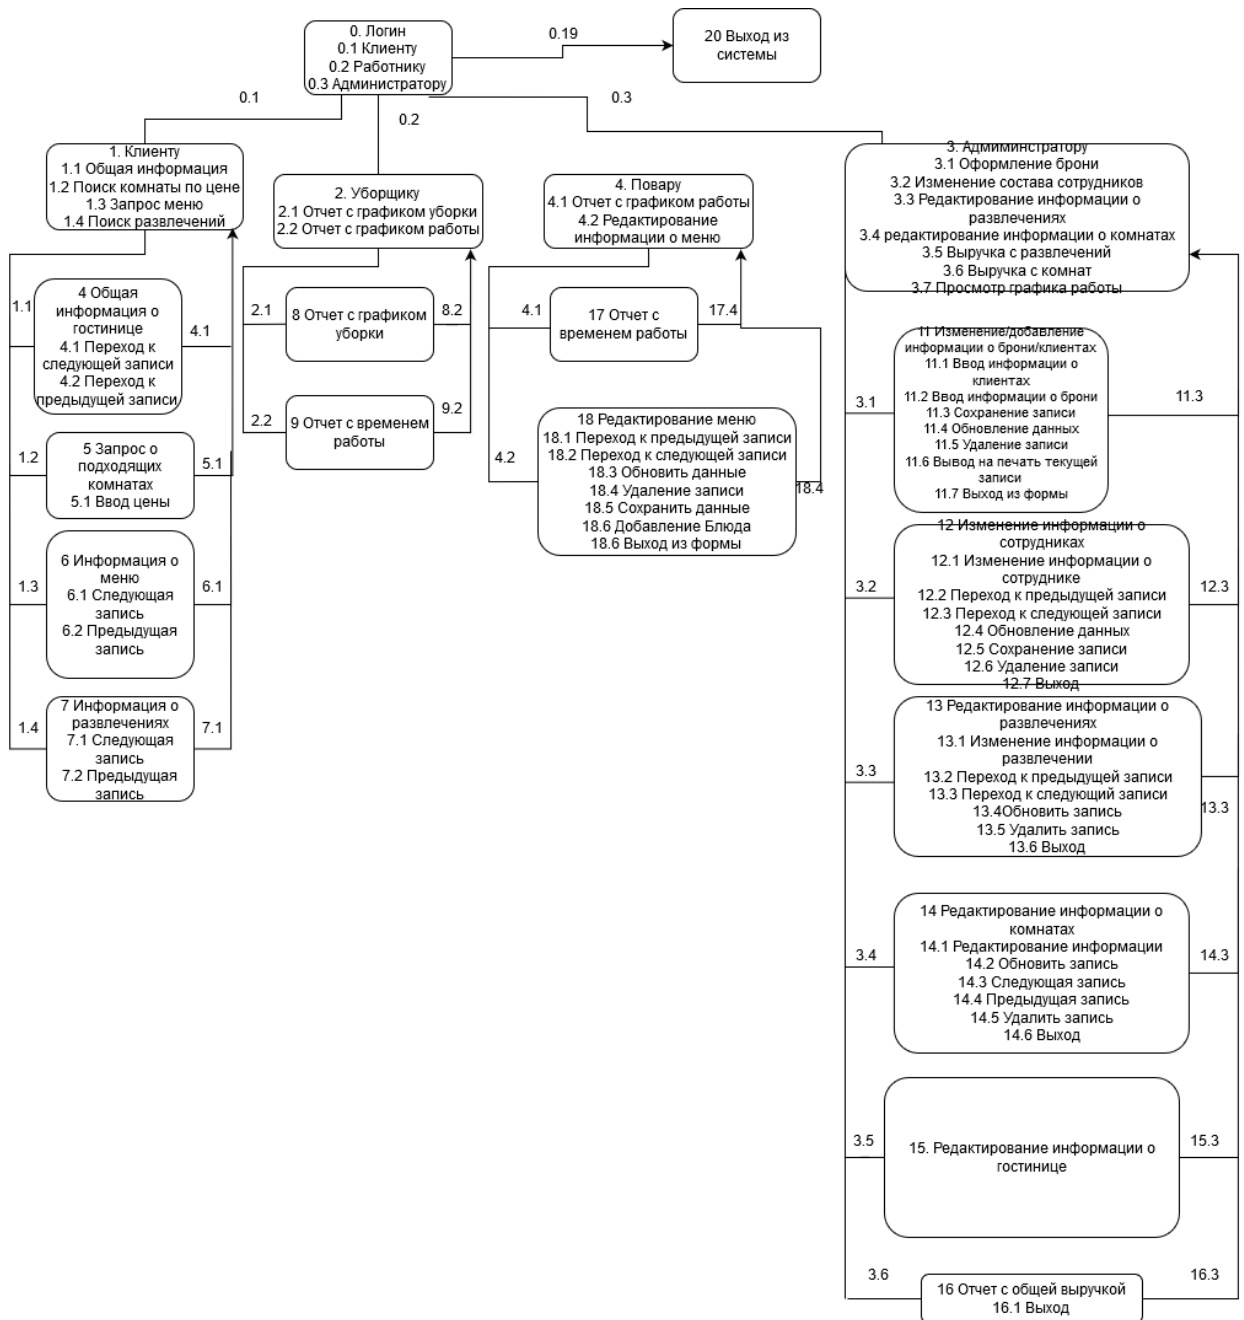 0. Логин
0.1 Клиенту
0.2 Работнику
0.3 Администратору
0.19
20 Выход из
системы
0.1
0.2
0.3
1. Клиенту
1.1 Общая информация
1.2 Поиск комнаты по цене
1.3 Запрос меню
1.4 Поиск развлечений
2. Уборщику
2.1 Отчет с графиком уборки
2.2 Отчет с графиком работы
4. Повару
4.1 Отчет с графиком работы
4.2 Редактирование
информации о меню
3. Адмиминстратору
3.1 Оформление брони
3.2 Изменение состава сотрудников
3.3 Редактирование информации о
развлечениях
3.4 редактирование информации о комнатах
3.5 Выручка с развлечений
3.6 Выручка с комнат
3.7 Просмотр графика работы
1.1
4 Общая
информация о
гостинице
4.1 Переход к
следующей записи
4.2 Переход к
предыдущей записи
4.1
1.2
5 Запрос о
подходящих
комнатах
5.1 Ввод цены
5.1
1.3
6 Информация о
меню
6.1 Следующая
запись
6.2 Предыдущая
запись
6.1
1.4
7 Информация о
развлечениях
7.1 Следующая
запись
7.2 Предыдущая
запись
7.1
2.1
8 Отчет с графиком
уборки
8.2
2.2
9 Отчет с временем
работы
9.2
4.1
17 Отчет с
временем работы
17.4
4.2
18 Редактирование меню
18.1 Переход к предыдущей записи
18.2 Переход к следующей записи
18.3 Обновить данные
18.4 Удаление записи
18.5 Сохранить данные
18.6 Добавление Блюда
18.6 Выход из формы
18.4
3.1
11 Изменение/добавление
информации о брони/клиентах
11.1 Ввод информации о
клиентах
11.2 Ввод информации о брони
11.3 Сохранение записи
11.4 Обновление данных
11.5 Удаление записи
11.6 Вывод на печать текущей
записи
11.7 Выход из формы
11.3
3.2
12 Изменение информации о
сотрудниках
12.1 Изменение информации о
сотруднике
12.2 Переход к предыдущей записи
12.3 Переход к следующей записи
12.4 Обновление данных
12.5 Сохранение записи
12.6 Удаление записи
12.7 Выход
12.3
3.3
13 Редактирование информации о
развлечениях
13.1 Изменение информации о
развлечении
13.2 Переход к предыдущей записи
13.3 Переход к следующий записи
13.4Обновить запись
13.5 Удалить запись
13.6 Выход
13.3
3.4
14 Редактирование информации о
комнатах
14.1 Редактирование информации
14.2 Обновить запись
14.3 Следующая запись
14.4 Предыдущая запись
14.5 Удалить запись
14.6 Выход
14.3
3.5
15. Редактирование информации о
гостинице
15.3
3.6
16 Отчет с общей выручкой
16.1 Выход
16.3